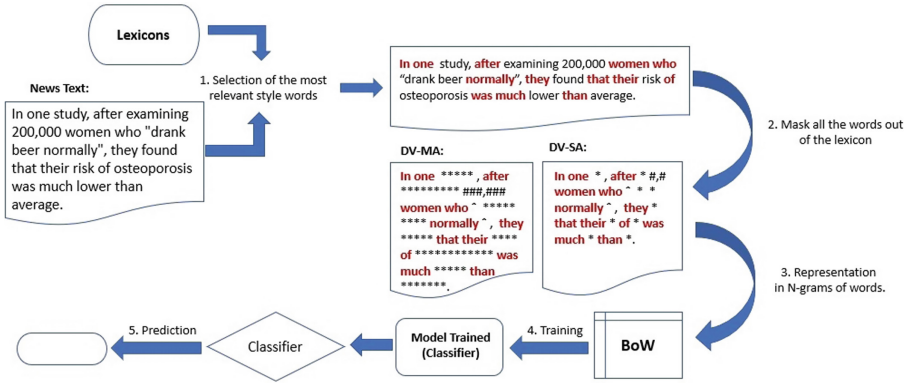 Lexicons
News Text:
In one study, after examining
200,000 women who "drank
beer normally", they found
that their risk of osteoporosis
was much lower than
average.
1. Selection of the most
relevant style words
In one study, after examining 200,000 women who
“drank beer normally”, they found that their risk of
osteoporosis was much lower than average.
2. Mask all the words out
of the lexicon
DV-MA:
In one ***** , after
********* ###,###
women who ˆ *****
**** normally ˆ , they
***** that their ****
of ************ was
much ***** than
*******.
DV-SA:
In one * , after * #,#
women who ˆ * *
normally ˆ , they *
that their * of * was
much * than *.
3. Representation
in N-grams of words.
BoW
4. Training
Model Trained
(Classifier)
Classifier
5. Prediction